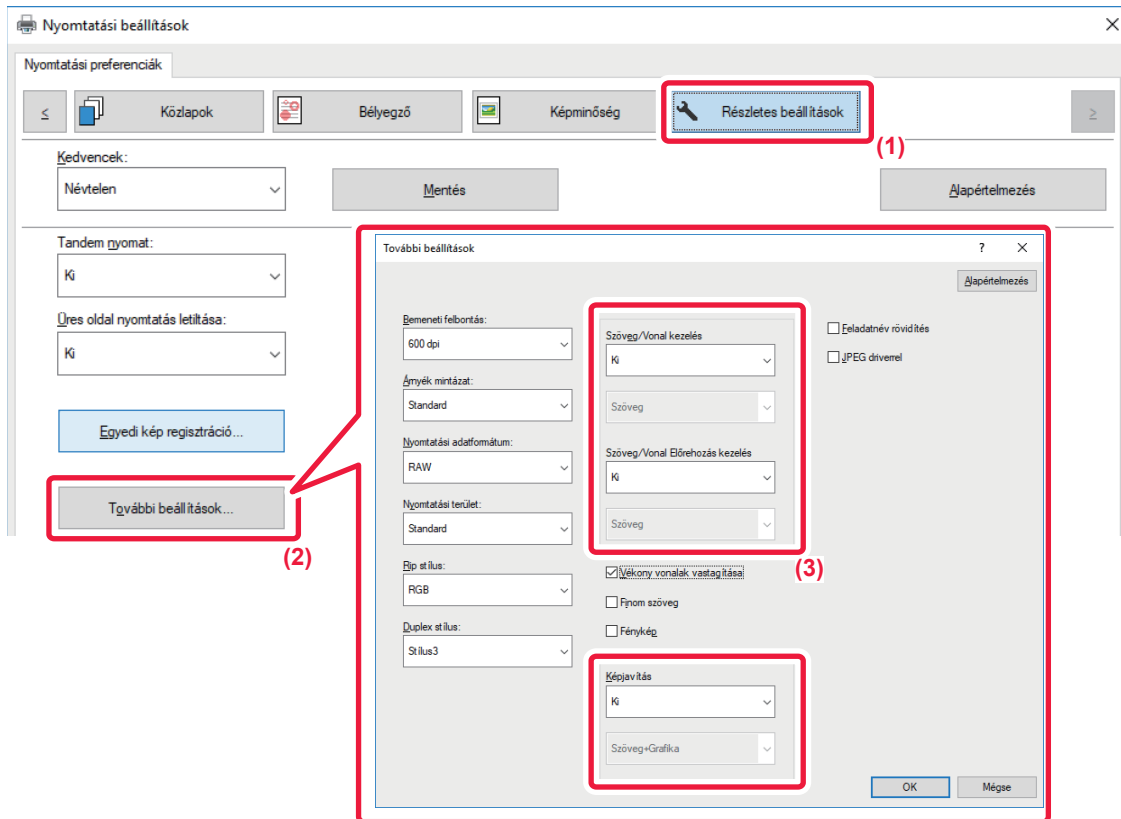 Nyomtatási beállítások
Nyomtatási preferenciák
< Közlapok Bélyegző Képminőség Részletes beállítások >
(1)
Kedvencek:
Névtelen Mentés Alapértelmezés
Tandem nyomat:
Ki
Üres oldal nyomtatás letiltása:
Ki
Egyedi kép regisztráció...
További beállítások...
(2)
További beállítások ?
Alapértelmezés
Bemeneti felbontás:
600 dpi
Árnyék mintázat:
Standard
Nyomtatási adatformátum:
RAW
Nyomtatási terület:
Standard
Rip stílus:
RGB
Duplex stílus:
Stílus3
Szöveg/Vonal kezelés
Ki
Szöveg
Szöveg/Vonal Előrehozás kezelés
Ki
Szöveg
(3)
Vékony vonalak vastagítása
Finom szöveg
Fénykép
Képjavítás
Ki
Szöveg+Grafika
Feladatnév rövidítés
JPEG driverrel
OK Mégse